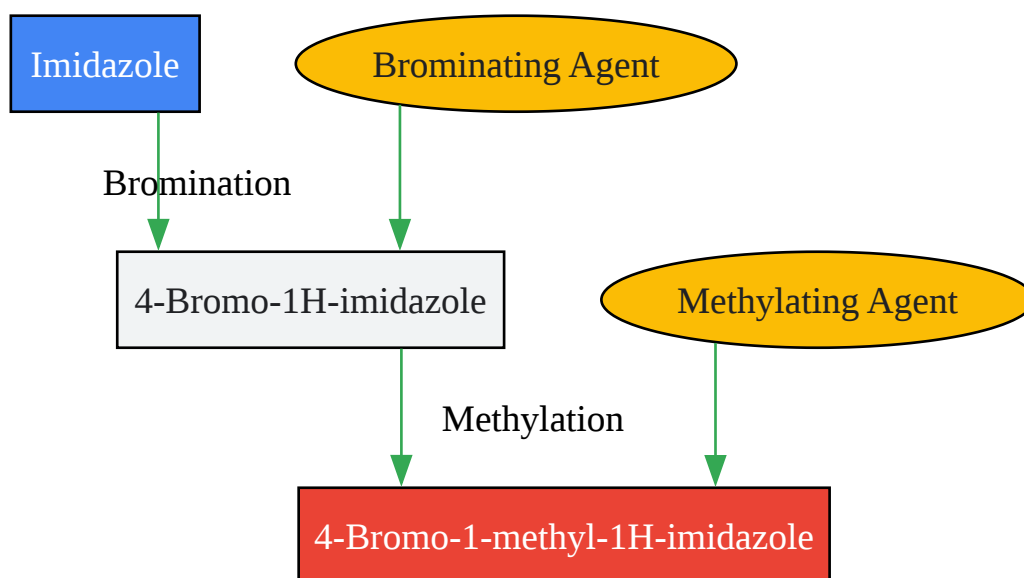 Imidazole
Brominating Agent
Bromination
4-Bromo-1H-imidazole
Methylating Agent
Methylation
4-Bromo-1-methyl-1H-imidazole